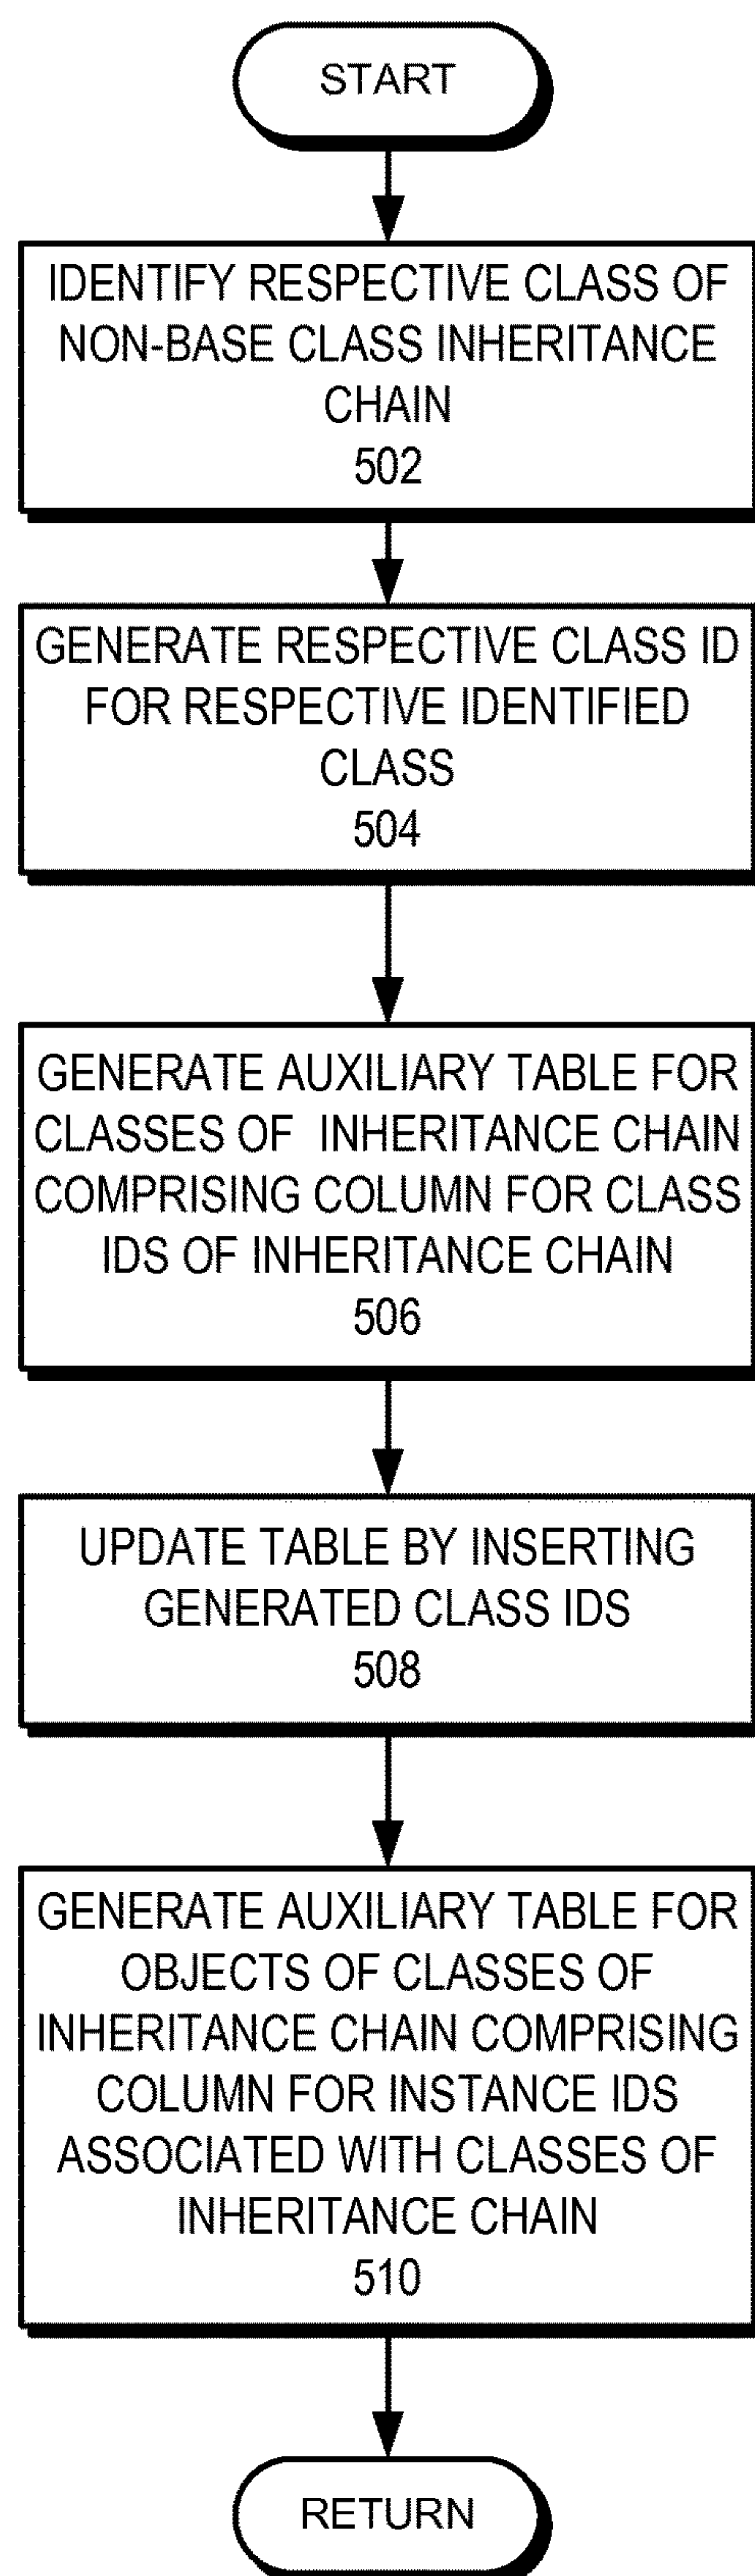 START
IDENTIFY RESPECTIVE CLASS OF
NON-BASE CLASS INHERITANCE
CHAIN
502
GENERATE RESPECTIVE CLASS ID
FOR RESPECTIVE IDENTIFIED
CLASS
504
GENERATE AUXILIARY TABLE FOR
CLASSES OF INHERITANCE CHAIN
COMPRISING COLUMN FOR CLASS
IDS OF INHERITANCE CHAIN
506
UPDATE TABLE BY INSERTING
GENERATED CLASS IDS
508
GENERATE AUXILIARY TABLE FOR
OBJECTS OF CLASSES OF
INHERITANCE CHAIN COMPRISING
COLUMN FOR INSTANCE IDS
ASSOCIATED WITH CLASSES OF
INHERITANCE CHAIN
510
RETURN